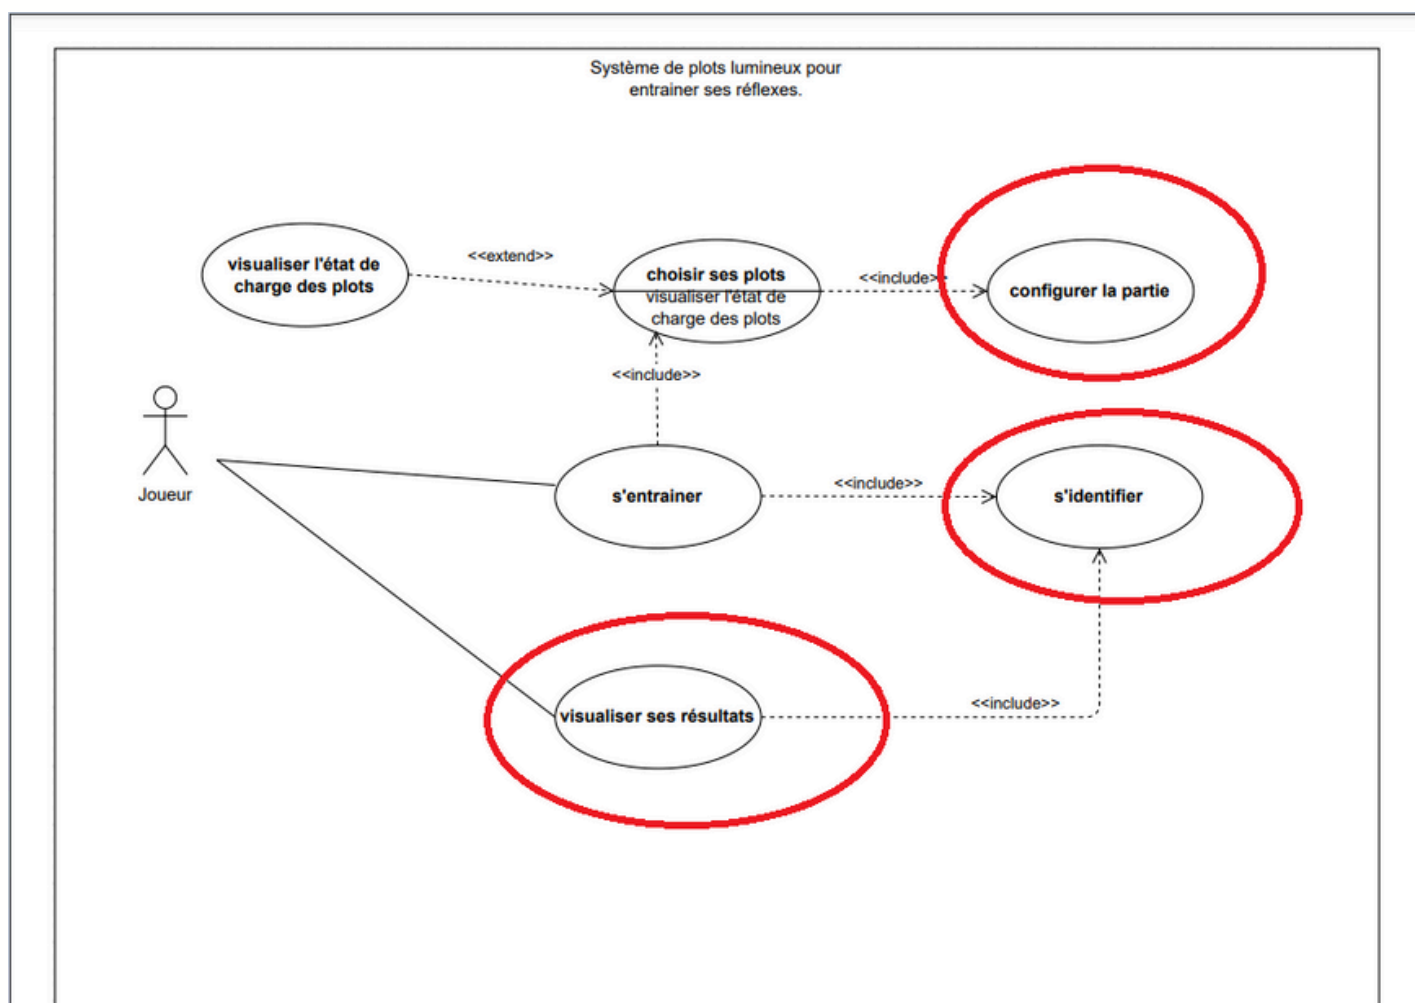 Système de plots lumineux pour
entrainer ses réflexes.
visualiser l'état de
charge des plots
<<extend>>
choisir ses plots
visualiser l'état de
charge des plots
<<include>>
configurer la partie
<<include>>
Joueur
s'entrainer
<<include>>
s'identifier
visualiser ses résultats
<<include>>